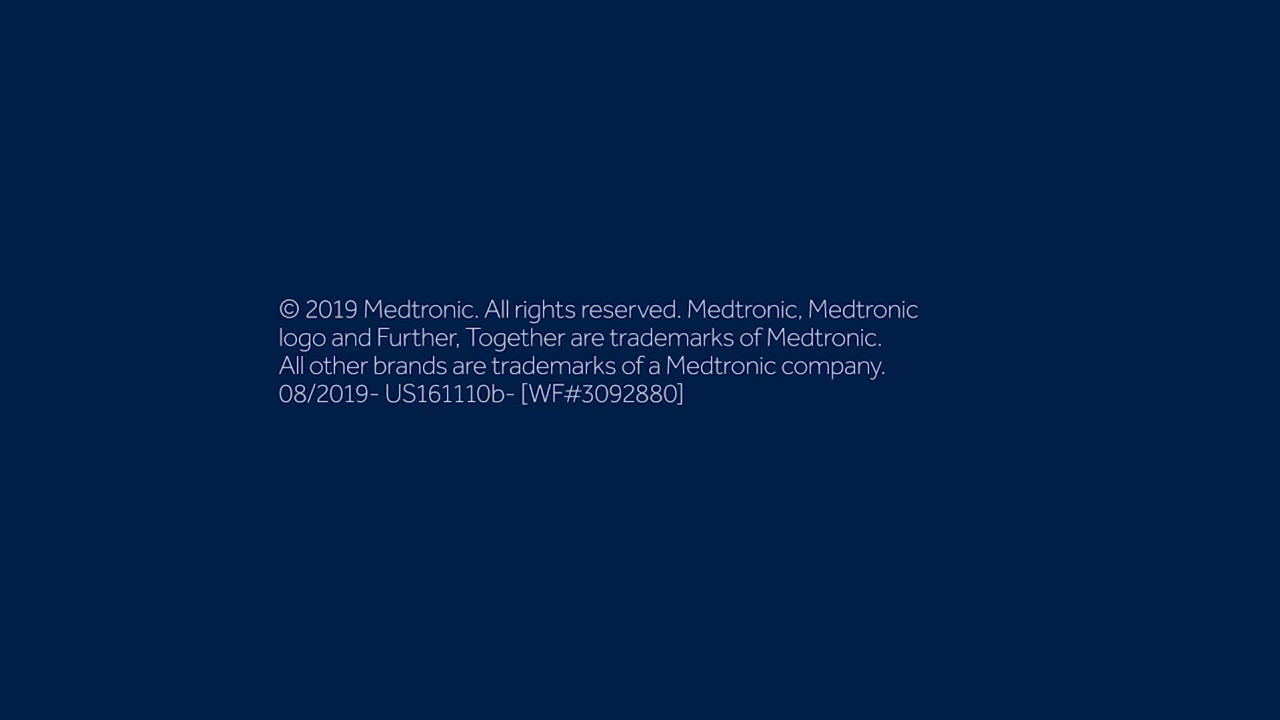 © 2019 Medtronic. All rights reserved. Medtronic, Medtronic
logo and Further, Together are trademarks of Medtronic.
All other brands are trademarks of a Medtronic company.
08/2019- US161110b- [WF#3092880]